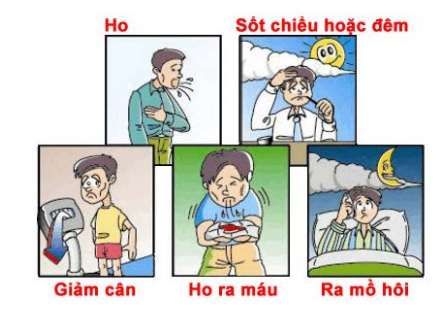 Ho
Sốt chiều hoặc đêm
Giảm cân
Ho ra máu
Ra mồ hôi